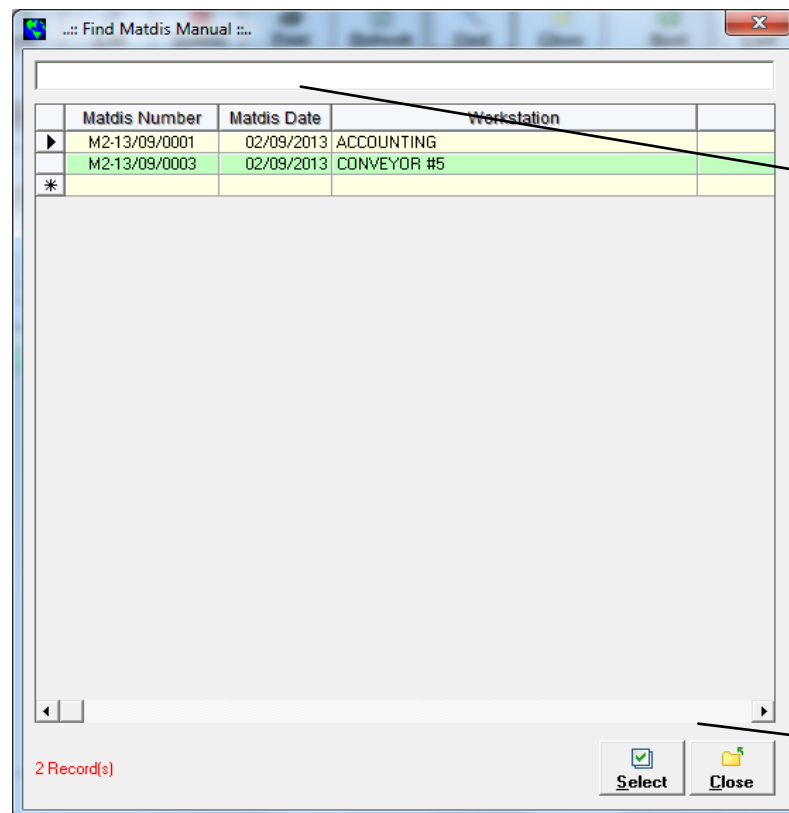 ..:: Find Matdis Manual ::..
Matdis Number Matdis Date Workstation
M2-13/09/0001 02/09/2013 ACCOUNTING
M2-13/09/0003 02/09/2013 CONVEYOR #5
2 Record(s)
Select Close